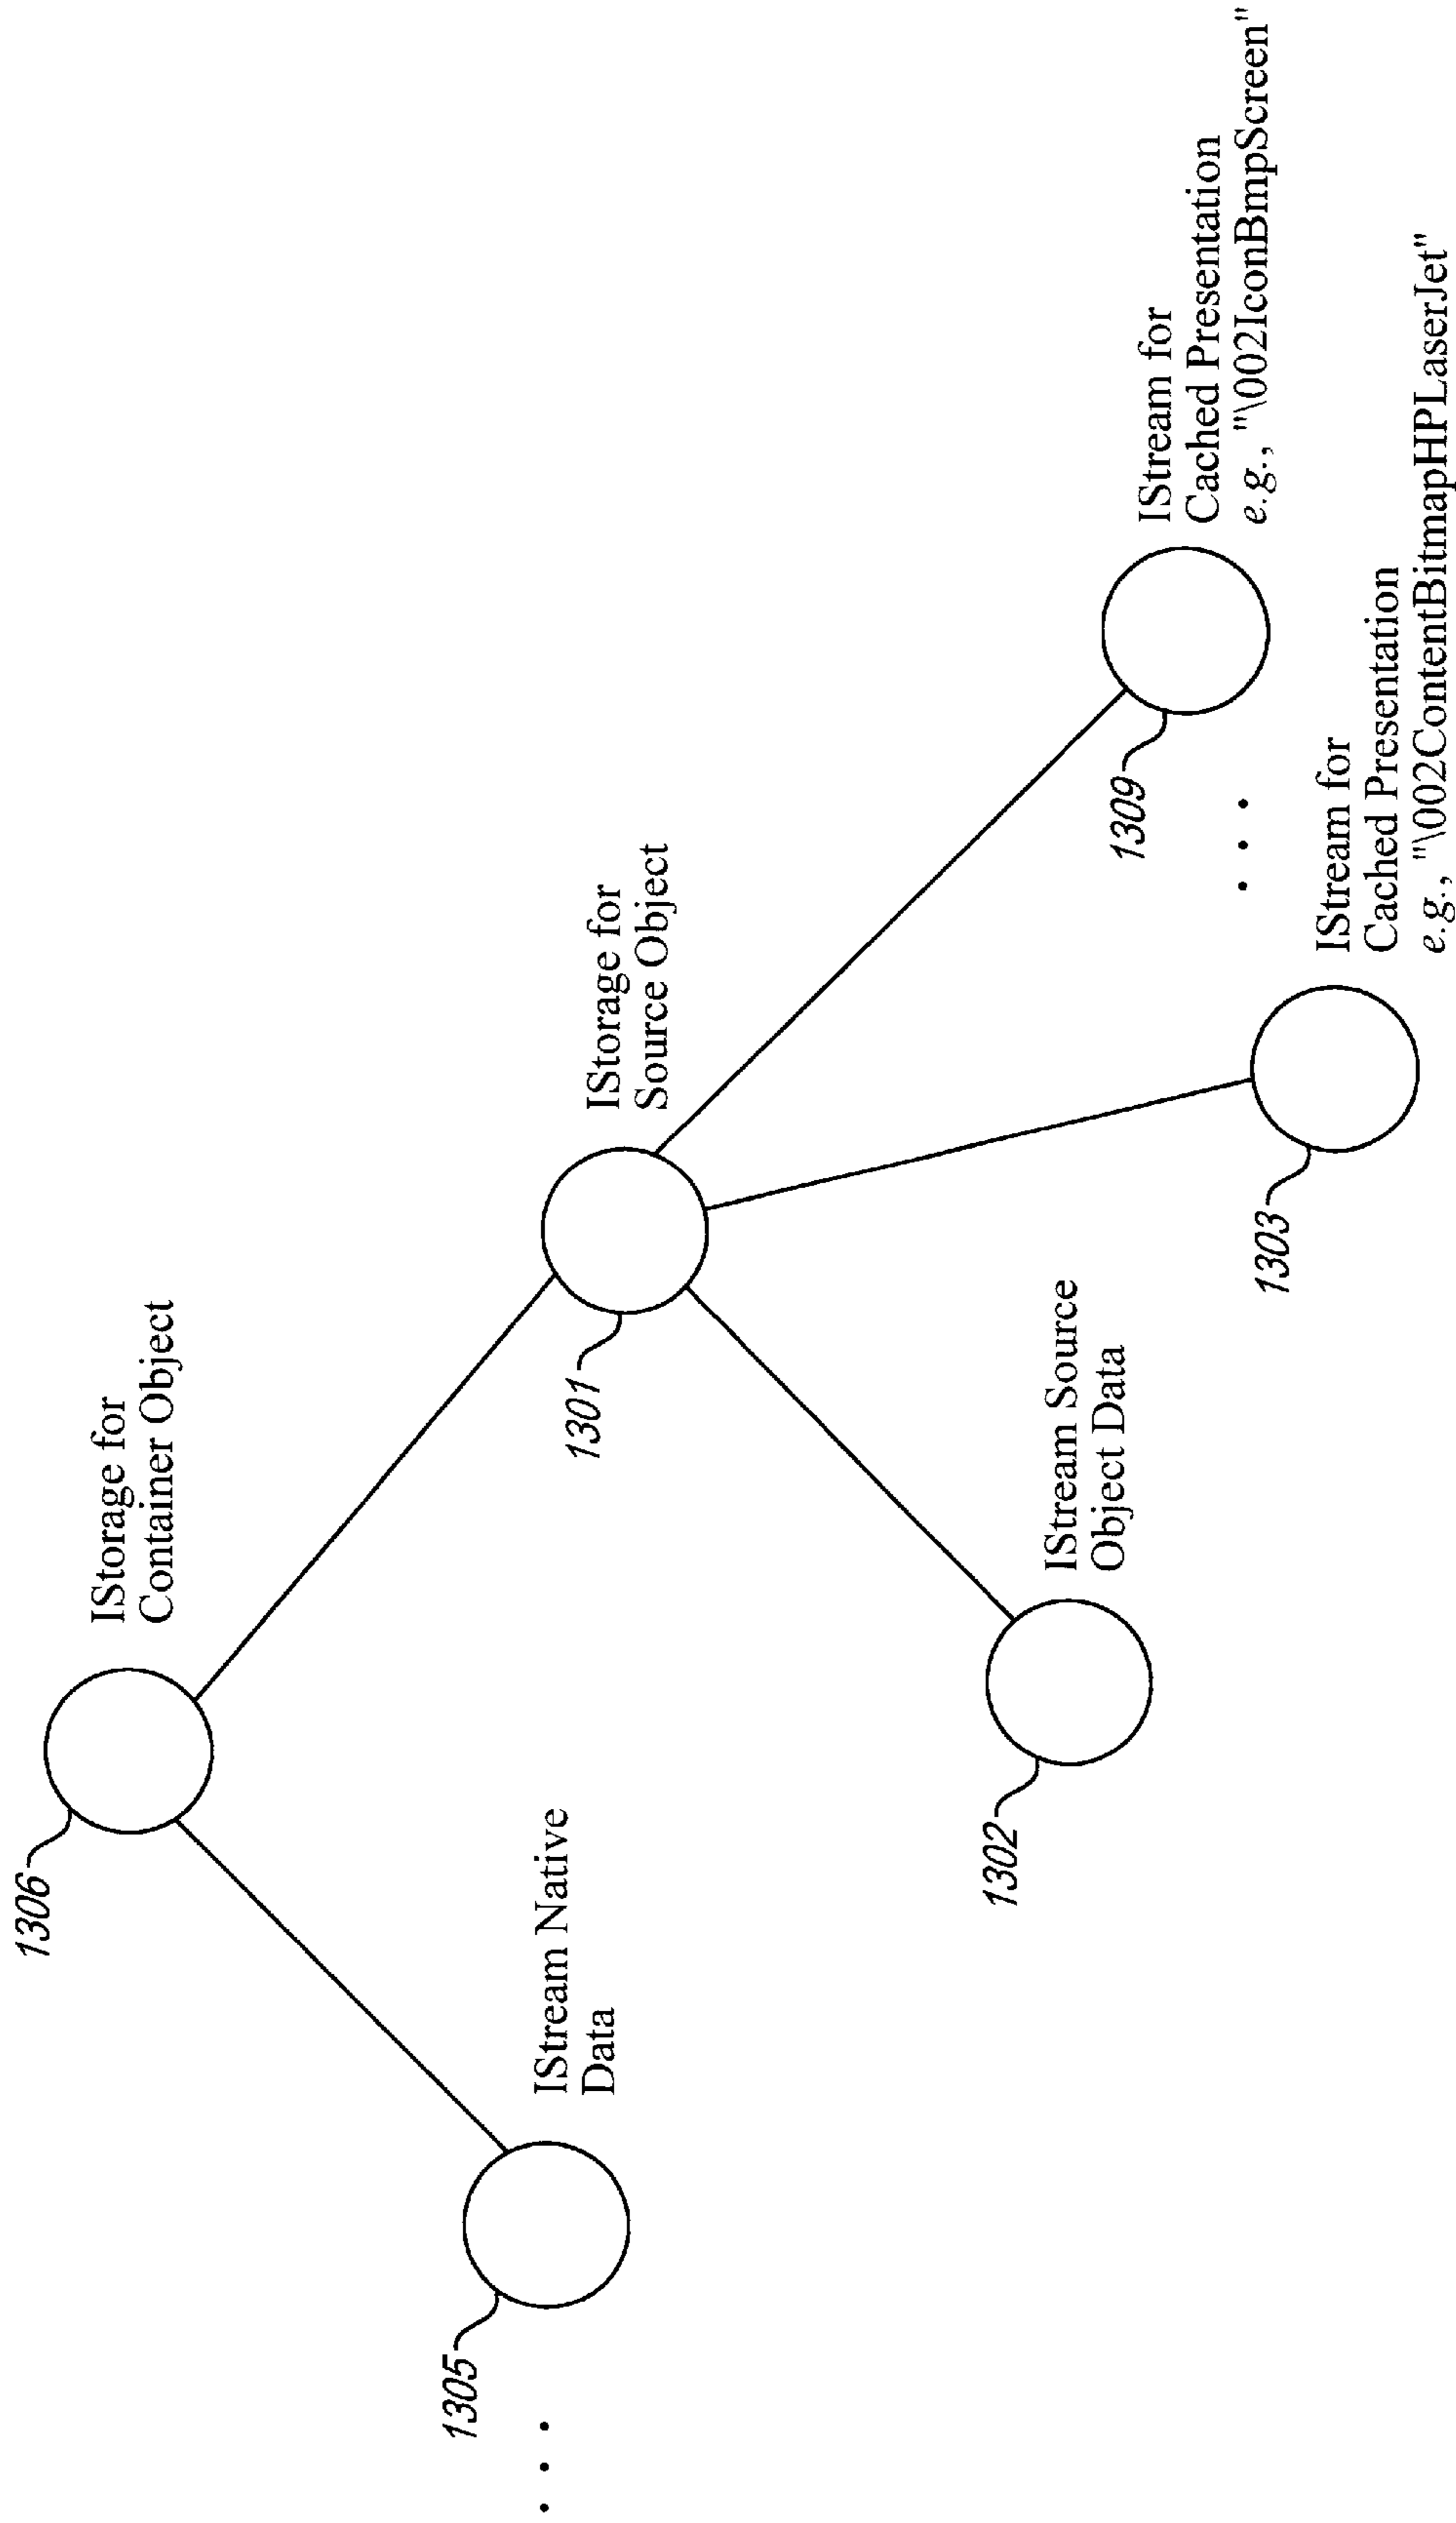 1306
IStorage for
Container Object
1305
IStream Native
Data
. . .
1301
IStorage for
Source Object
1302
IStream Source
Object Data
1303
IStream for
Cached Presentation
e.g., "\002ContentBitmapHPLaserJet"
. . .
1309
IStream for
Cached Presentation
e.g., "\002IconBmpScreen"